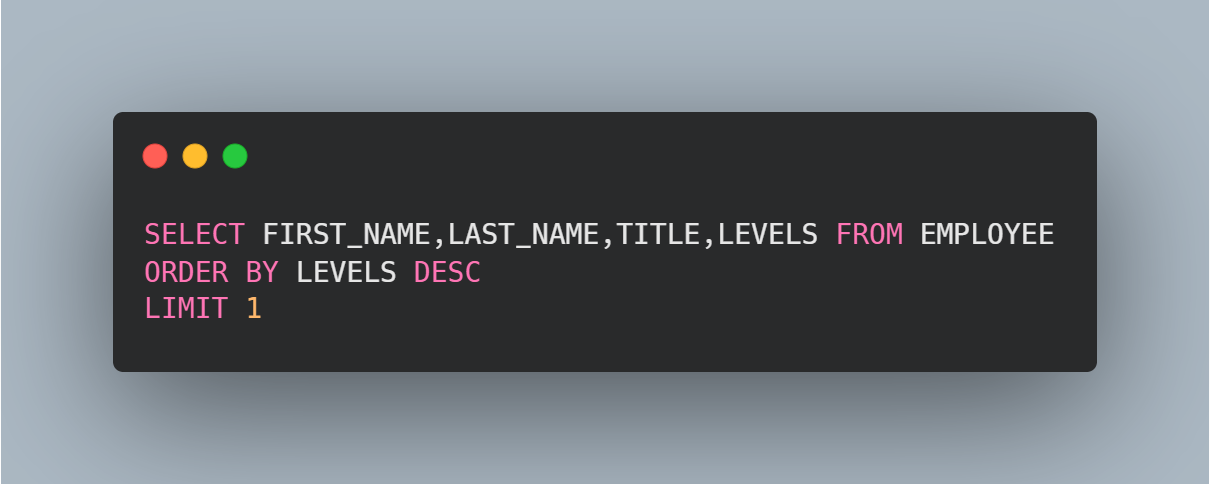 SELECT FIRST_NAME,LAST_NAME,TITLE,LEVELS FROM EMPLOYEE
ORDER BY LEVELS DESC
LIMIT 1